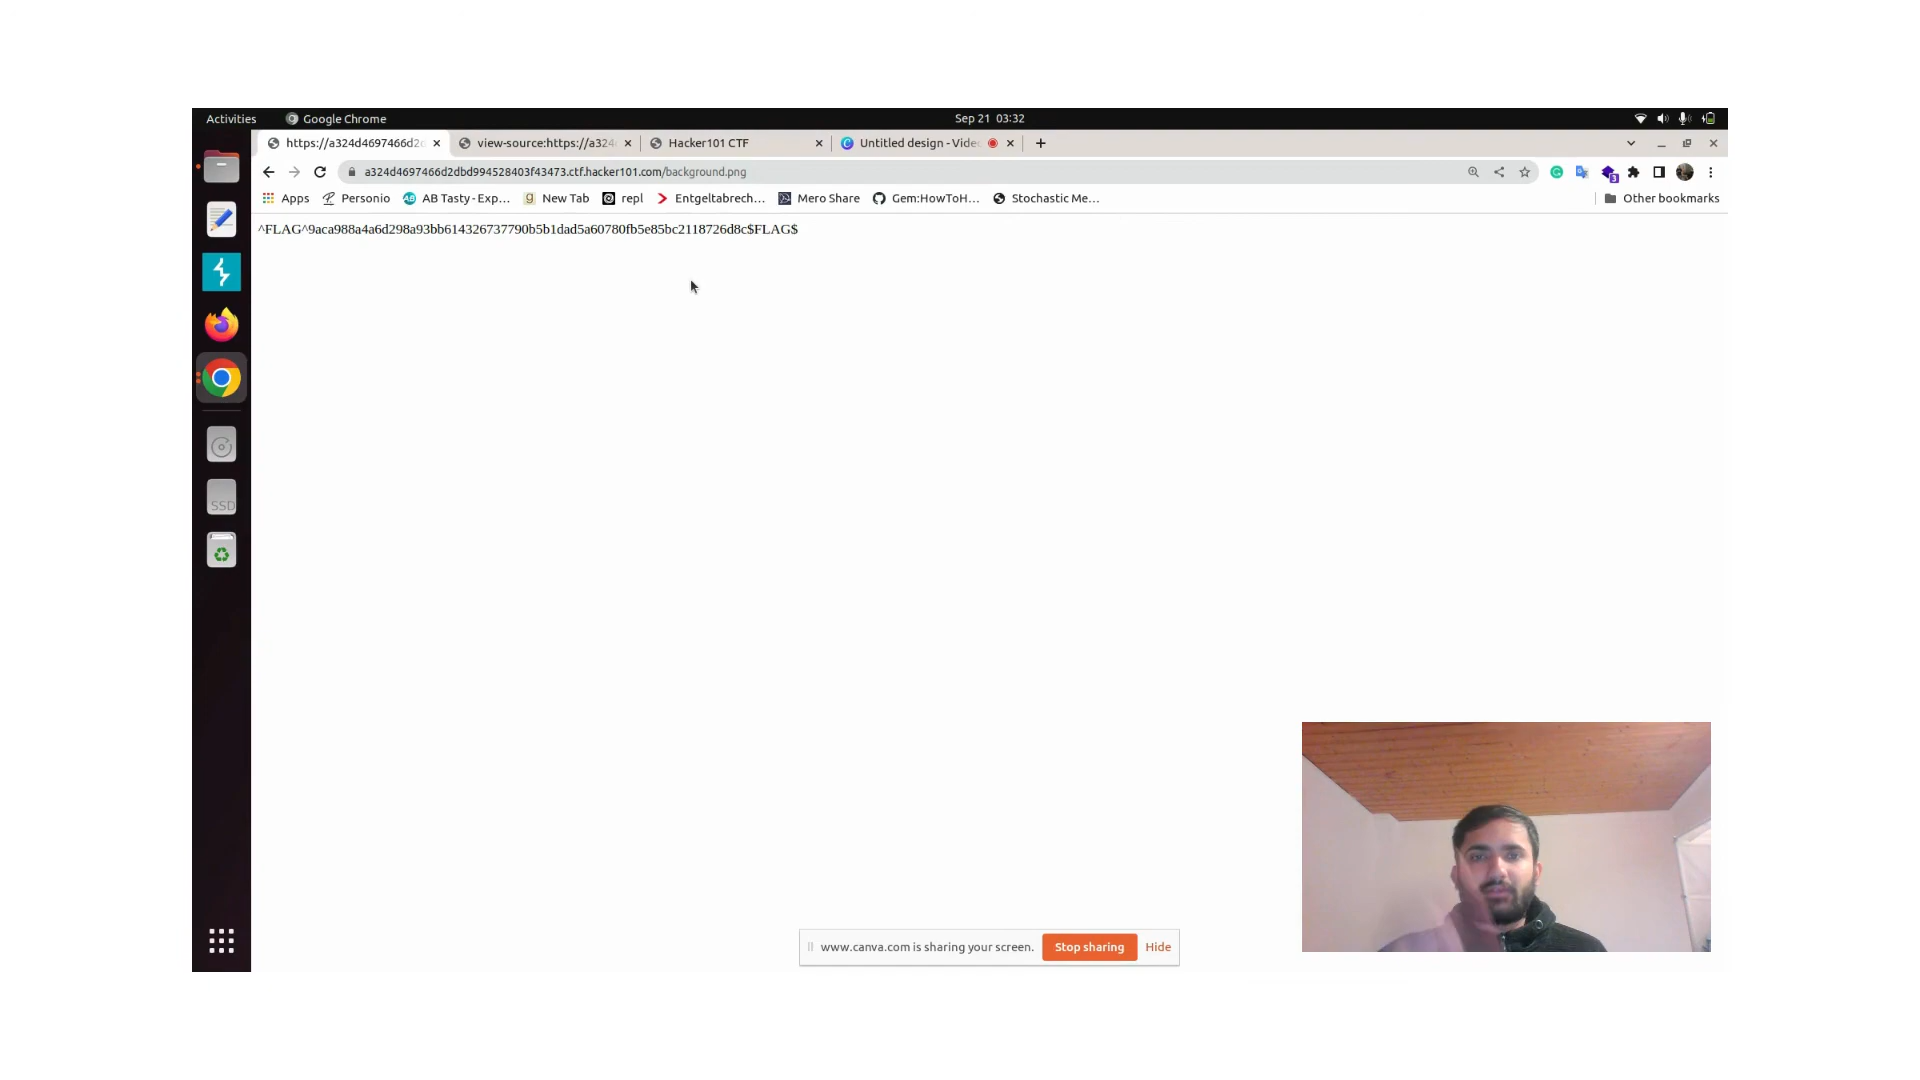 Activities Google Chrome Sep 21 03:32
https://a324d4697466d2 view-source:https://a324 Hacker101 CTF Untitled design - Vide
a324d4697466d2dbd994528403f43473.ctf.hacker101.com/background.png
Apps Personio AB Tasty - Exp... New Tab repl Entgeltabrech... Mero Share Gem:HowToH... Stochastic Me... Other bookmarks
^FLAG^9aca988a4a6d298a93bb614326737790b5b1dad5a60780fb5e85bc2118726d8c$FLAG$
SSD
www.canva.com is sharing your screen. Stop sharing Hide